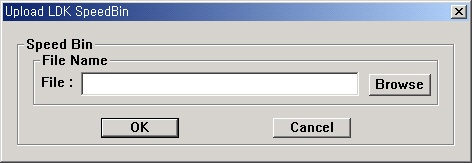 Upload LDK SpeedBin
Speed Bin
File Name
File : Browse
OK Cancel